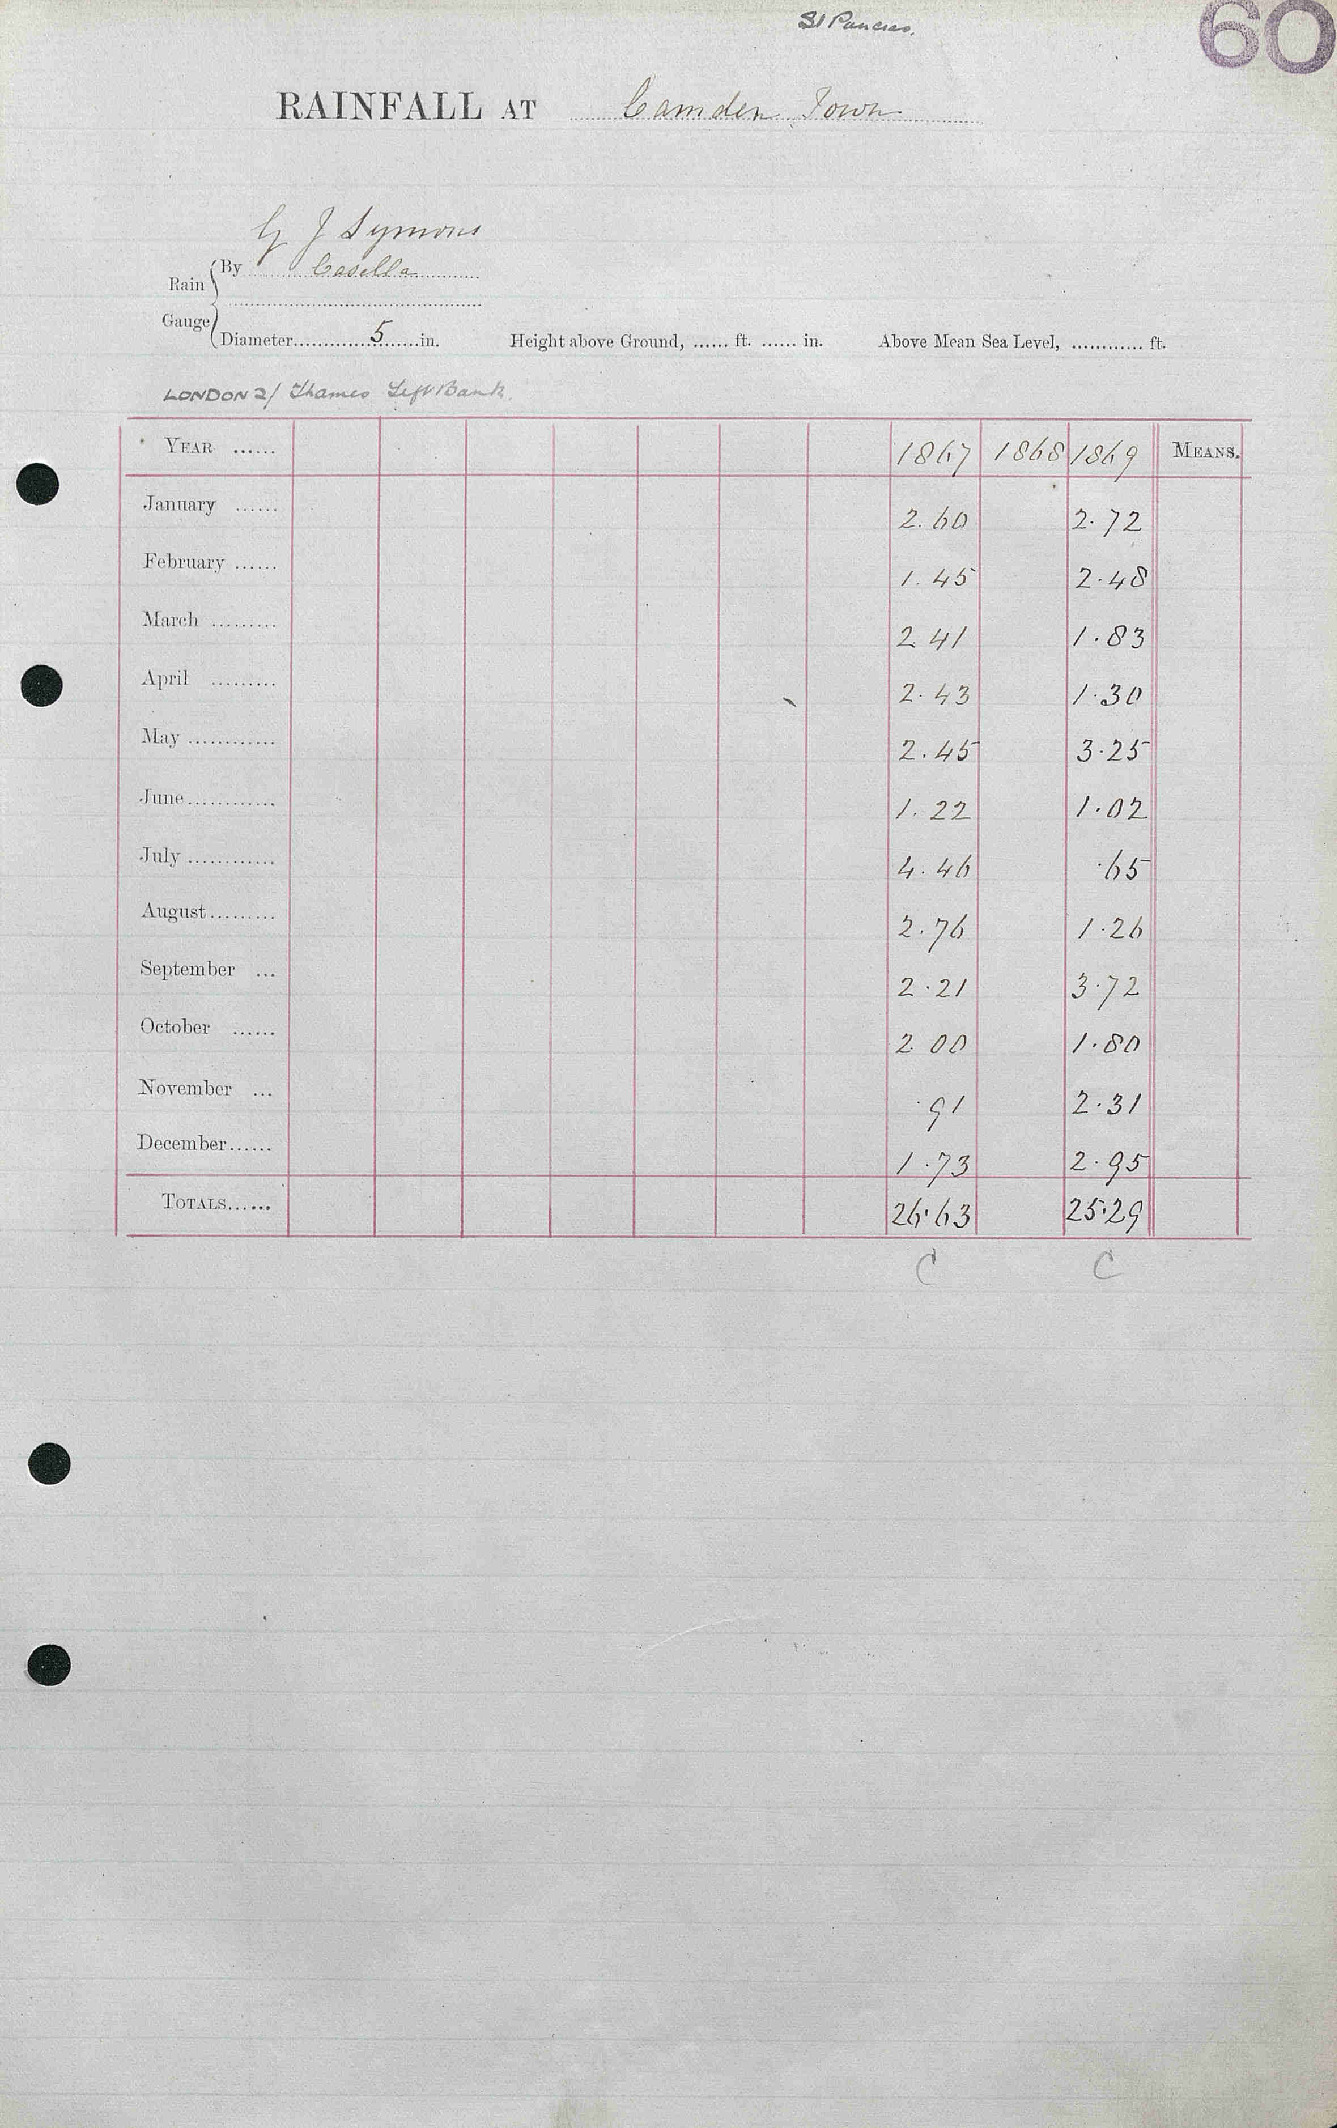 St Pancras.
60
RAINFALL AT Camden Town
G J Symons
Rain Gauge
By Casella
Diameter 5 in. Height above Ground, ...... ft. ...... in. Above Mean Sea Level, ............ ft.
LONDON 2/ Thames Left Bank.
YEAR ...... 1867 1868 1869 MEANS.
January ...... 2.60 2.72
February ...... 1.45 2.48
March ......... 2.41 1.83
April ......... 2.43 1.30
May ............ 2.45 3.25
June ............ 1.22 1.02
July ............ 4.46 .65
August ......... 2.76 1.26
September ... 2.21 3.72
October ...... 2.00 1.80
November ... .91 2.31
December ...... 1.73 2.95
TOTALS ...... 26.63 25.29
C C